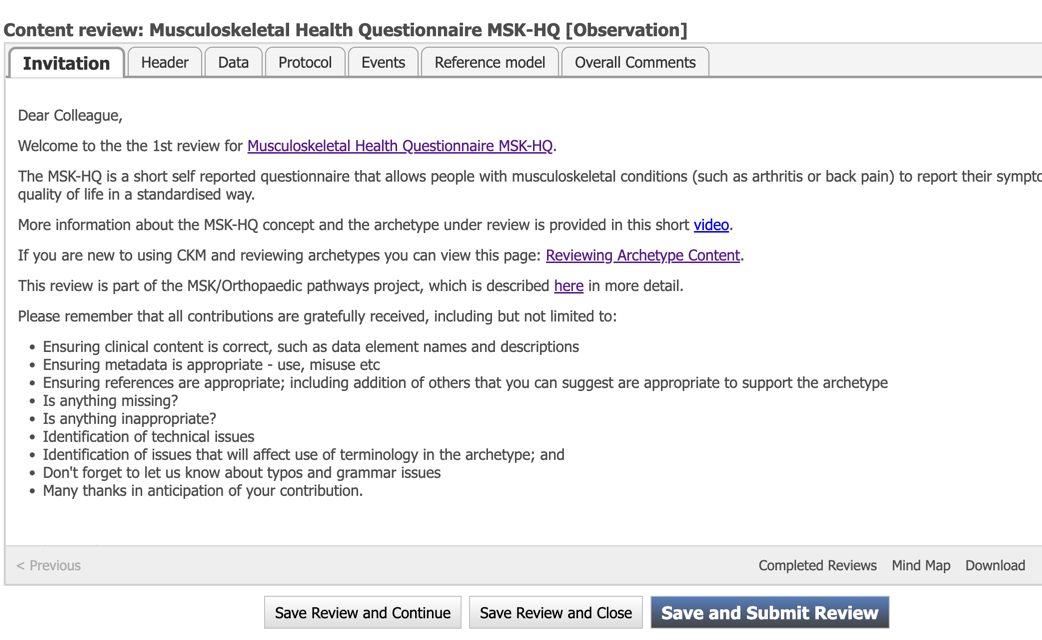 Content review: Musculoskeletal Health Questionnaire MSK-HQ [Observation]
Invitation Header Data Protocol Events Reference model Overall Comments
Dear Colleague,
Welcome to the the 1st review for Musculoskeletal Health Questionnaire MSK-HQ.
The MSK-HQ is a short self reported questionnaire that allows people with musculoskeletal conditions (such as arthritis or back pain) to report their
quality of life in a standardised way.
More information about the MSK-HQ concept and the archetype under review is provided in this short video.
If you are new to using CKM and reviewing archetypes you can view this page: Reviewing Archetype Content.
This review is part of the MSK/Orthopaedic pathways project, which is described here in more detail.
Please remember that all contributions are gratefully received, including but not limited to:
• Ensuring clinical content is correct, such as data element names and descriptions
• Ensuring metadata is appropriate - use, misuse etc
• Ensuring references are appropriate; including addition of others that you can suggest are appropriate to support the archetype
• Is anything missing?
• Is anything inappropriate?
• Identification of technical issues
• Identification of issues that will affect use of terminology in the archetype; and
• Don't forget to let us know about typos and grammar issues
• Many thanks in anticipation of your contribution.
< Previous Completed Reviews Mind Map Download
Save Review and Continue Save Review and Close Save and Submit Review